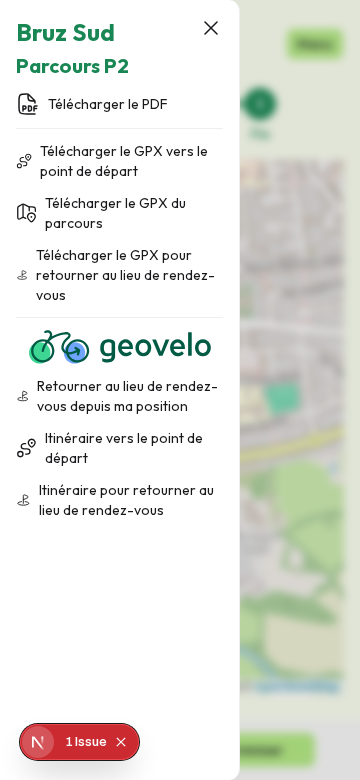 Bruz Sud
Parcours P2
Télécharger le PDF
Télécharger le GPX vers le
point de départ
Télécharger le GPX du
parcours
Télécharger le GPX pour
retourner au lieu de rendez-
vous
geovelo
Retourner au lieu de rendez-
vous depuis ma position
Itinéraire vers le point de
départ
Itinéraire pour retourner au
lieu de rendez-vous
N 1 Issue